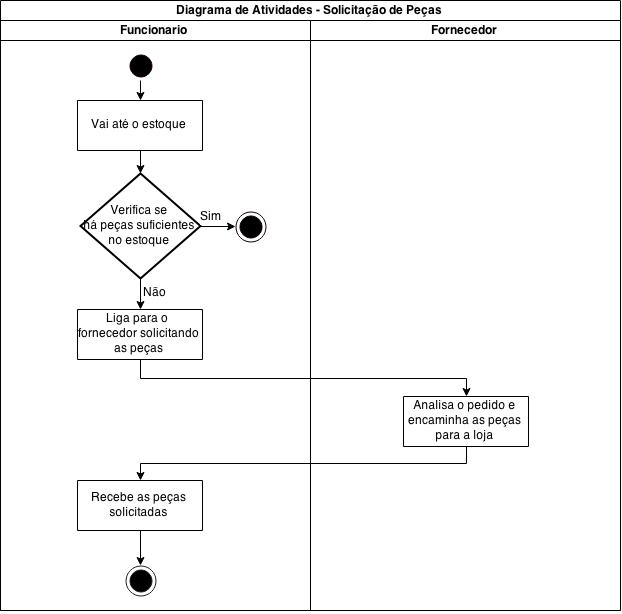 Diagrama de Atividades - Solicitação de Peças
Funcionario
Fornecedor
Vai até o estoque
Verifica se
há peças suficientes
no estoque
Sim
Não
Liga para o
fornecedor solicitando
as peças
Analisa o pedido e
encaminha as peças
para a loja
Recebe as peças
solicitadas